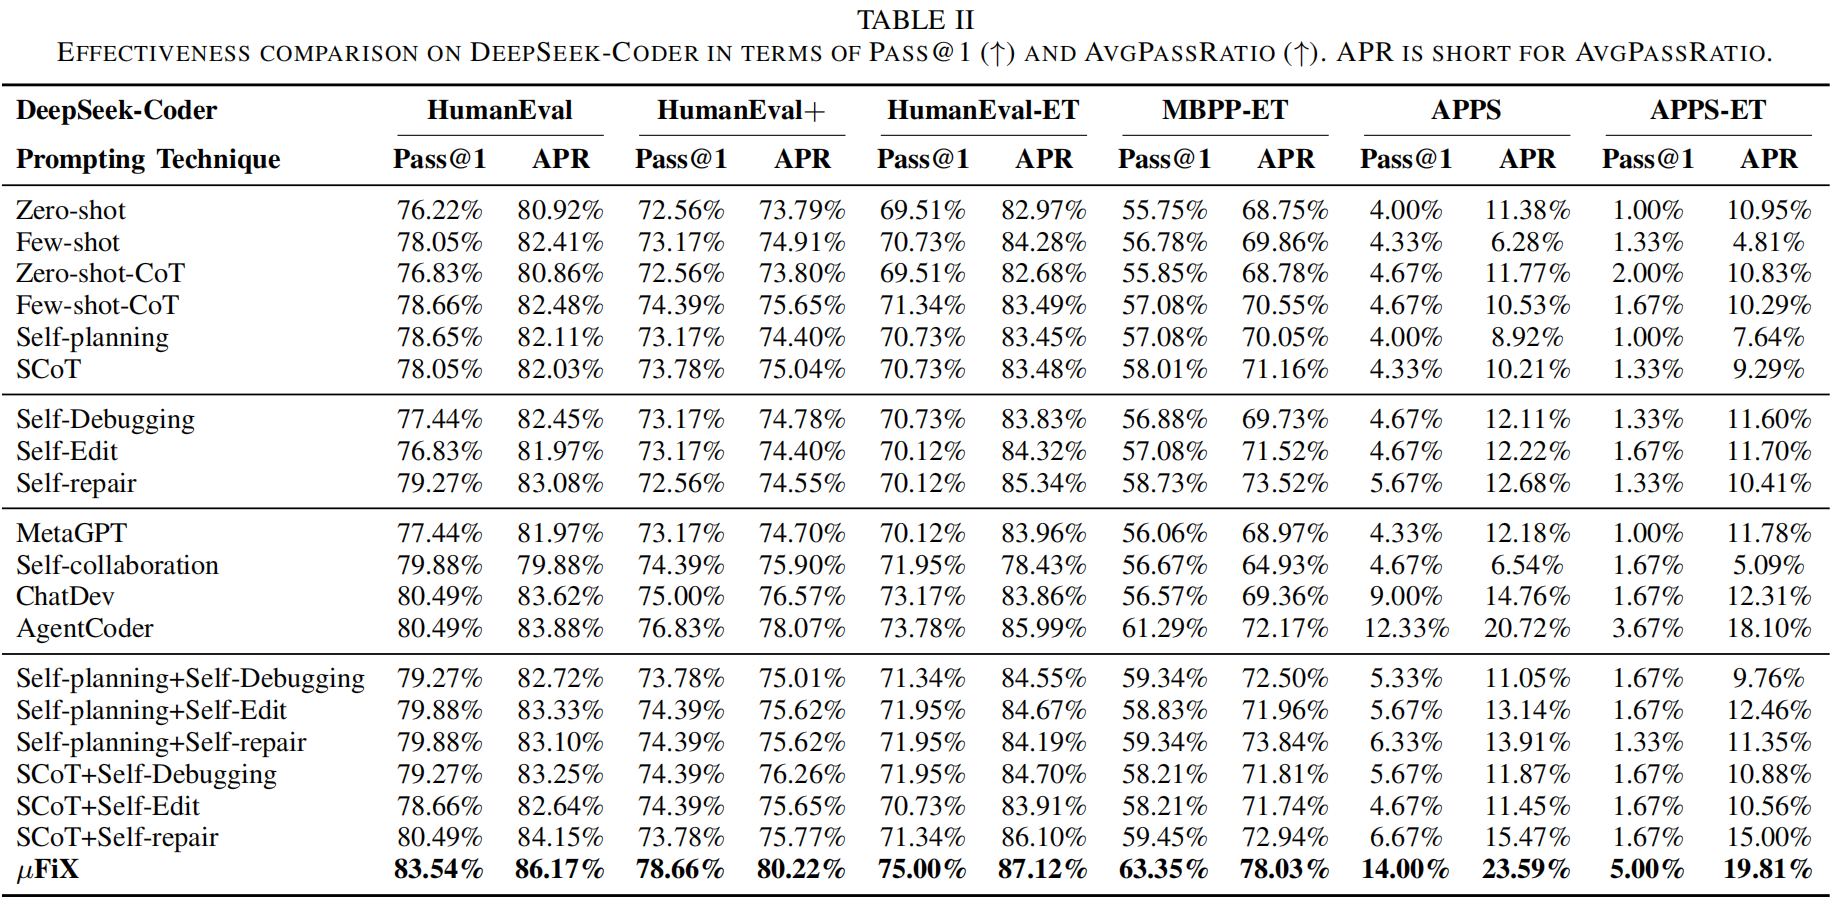 TABLE II
EFFECTIVENESS COMPARISON ON DEEPSEEK-CODER IN TERMS OF PASS@1 (↑) AND AVGPASSRATIO (↑). APR IS SHORT FOR AVGPASSRATIO.
DeepSeek-Coder HumanEval HumanEval+ HumanEval-ET MBPP-ET APPS APPS-ET
Prompting Technique Pass@1 APR Pass@1 APR Pass@1 APR Pass@1 APR Pass@1 APR Pass@1 APR
Zero-shot 76.22% 80.92% 72.56% 73.79% 69.51% 82.97% 55.75% 68.75% 4.00% 11.38% 1.00% 10.95%
Few-shot 78.05% 82.41% 73.17% 74.91% 70.73% 84.28% 56.78% 69.86% 4.33% 6.28% 1.33% 4.81%
Zero-shot-CoT 76.83% 80.86% 72.56% 73.80% 69.51% 82.68% 55.85% 68.78% 4.67% 11.77% 2.00% 10.83%
Few-shot-CoT 78.66% 82.48% 74.39% 75.65% 71.34% 83.49% 57.08% 70.55% 4.67% 10.53% 1.67% 10.29%
Self-planning 78.65% 82.11% 73.17% 74.40% 70.73% 83.45% 57.08% 70.05% 4.00% 8.92% 1.00% 7.64%
SCoT 78.05% 82.03% 73.78% 75.04% 70.73% 83.48% 58.01% 71.16% 4.33% 10.21% 1.33% 9.29%
Self-Debugging 77.44% 82.45% 73.17% 74.78% 70.73% 83.83% 56.88% 69.73% 4.67% 12.11% 1.33% 11.60%
Self-Edit 76.83% 81.97% 73.17% 74.40% 70.12% 84.32% 57.08% 71.52% 4.67% 12.22% 1.67% 11.70%
Self-repair 79.27% 83.08% 72.56% 74.55% 70.12% 85.34% 58.73% 73.52% 5.67% 12.68% 1.33% 10.41%
MetaGPT 77.44% 81.97% 73.17% 74.70% 70.12% 83.96% 56.06% 68.97% 4.33% 12.18% 1.00% 11.78%
Self-collaboration 79.88% 79.88% 74.39% 75.90% 71.95% 78.43% 56.67% 64.93% 4.67% 6.54% 1.67% 5.09%
ChatDev 80.49% 83.62% 75.00% 76.57% 73.17% 83.86% 56.57% 69.36% 9.00% 14.76% 1.67% 12.31%
AgentCoder 80.49% 83.88% 76.83% 78.07% 73.78% 85.99% 61.29% 72.17% 12.33% 20.72% 3.67% 18.10%
Self-planning+Self-Debugging 79.27% 82.72% 73.78% 75.01% 71.34% 84.55% 59.34% 72.50% 5.33% 11.05% 1.67% 9.76%
Self-planning+Self-Edit 79.88% 83.33% 74.39% 75.62% 71.95% 84.67% 58.83% 71.96% 5.67% 13.14% 1.67% 12.46%
Self-planning+Self-repair 79.88% 83.10% 74.39% 75.62% 71.95% 84.19% 59.34% 73.84% 6.33% 13.91% 1.33% 11.35%
SCoT+Self-Debugging 79.27% 83.25% 74.39% 76.26% 71.95% 84.70% 58.21% 71.81% 5.67% 11.87% 1.67% 10.88%
SCoT+Self-Edit 78.66% 82.64% 74.39% 75.65% 70.73% 83.91% 58.21% 71.74% 4.67% 11.45% 1.67% 10.56%
SCoT+Self-repair 80.49% 84.15% 73.78% 75.77% 71.34% 86.10% 59.45% 72.94% 6.67% 15.47% 1.67% 15.00%
μFiX 83.54% 86.17% 78.66% 80.22% 75.00% 87.12% 63.35% 78.03% 14.00% 23.59% 5.00% 19.81%